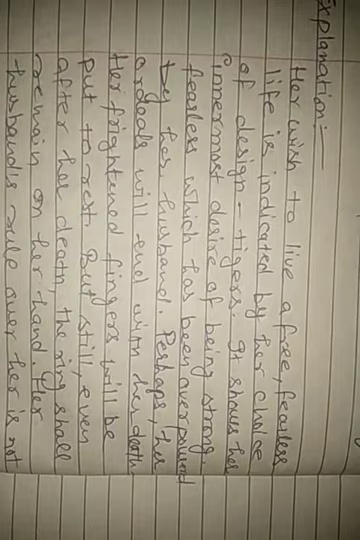 Explanation:-
Her wish to live a free, fearless
life is indicated by her choice
of design - tigers. It shows her
innermost desire of being strong,
fearless which has been overpowered
by her husband. Perhaps, her
ordeals will end with her death.
Her frightened fingers will be
put to rest. But still, even
after her death, the ring shall
remain on her hand. Her
husband's rule over her is not